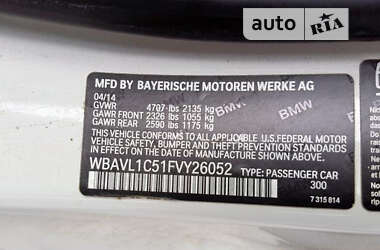 auto RIA
MFD BY BAYERISCHE MOTOREN WERKE AG
04/14
GVWR 4707 lbs 2135 kg
GAWR FRONT 2326 lbs 1055 kg
GAWR REAR 2590 lbs 1175 kg
BMW
THIS VEHICLE CONFORMS TO ALL APPLICABLE U.S.FEDERAL
MOTOR VEHICLE SAFETY, BUMPER, AND THEFT PREVENTION
STANDARDS IN EFFECT ON THE DATE OF
MANUFACTURE SHOWN ABOVE.
WBAVL1C51FVY26052 TYPE: PASSENGER CAR
300
7 315 814